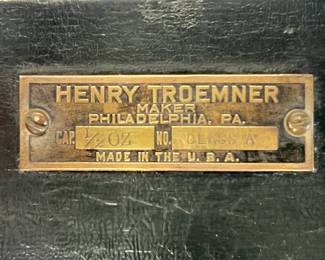 HENRY TROEMNER
MAKER
PHILADELPHIA, PA.
CAP. 1/2 OZ NO. CLASS A
MADE IN THE U.S.A.